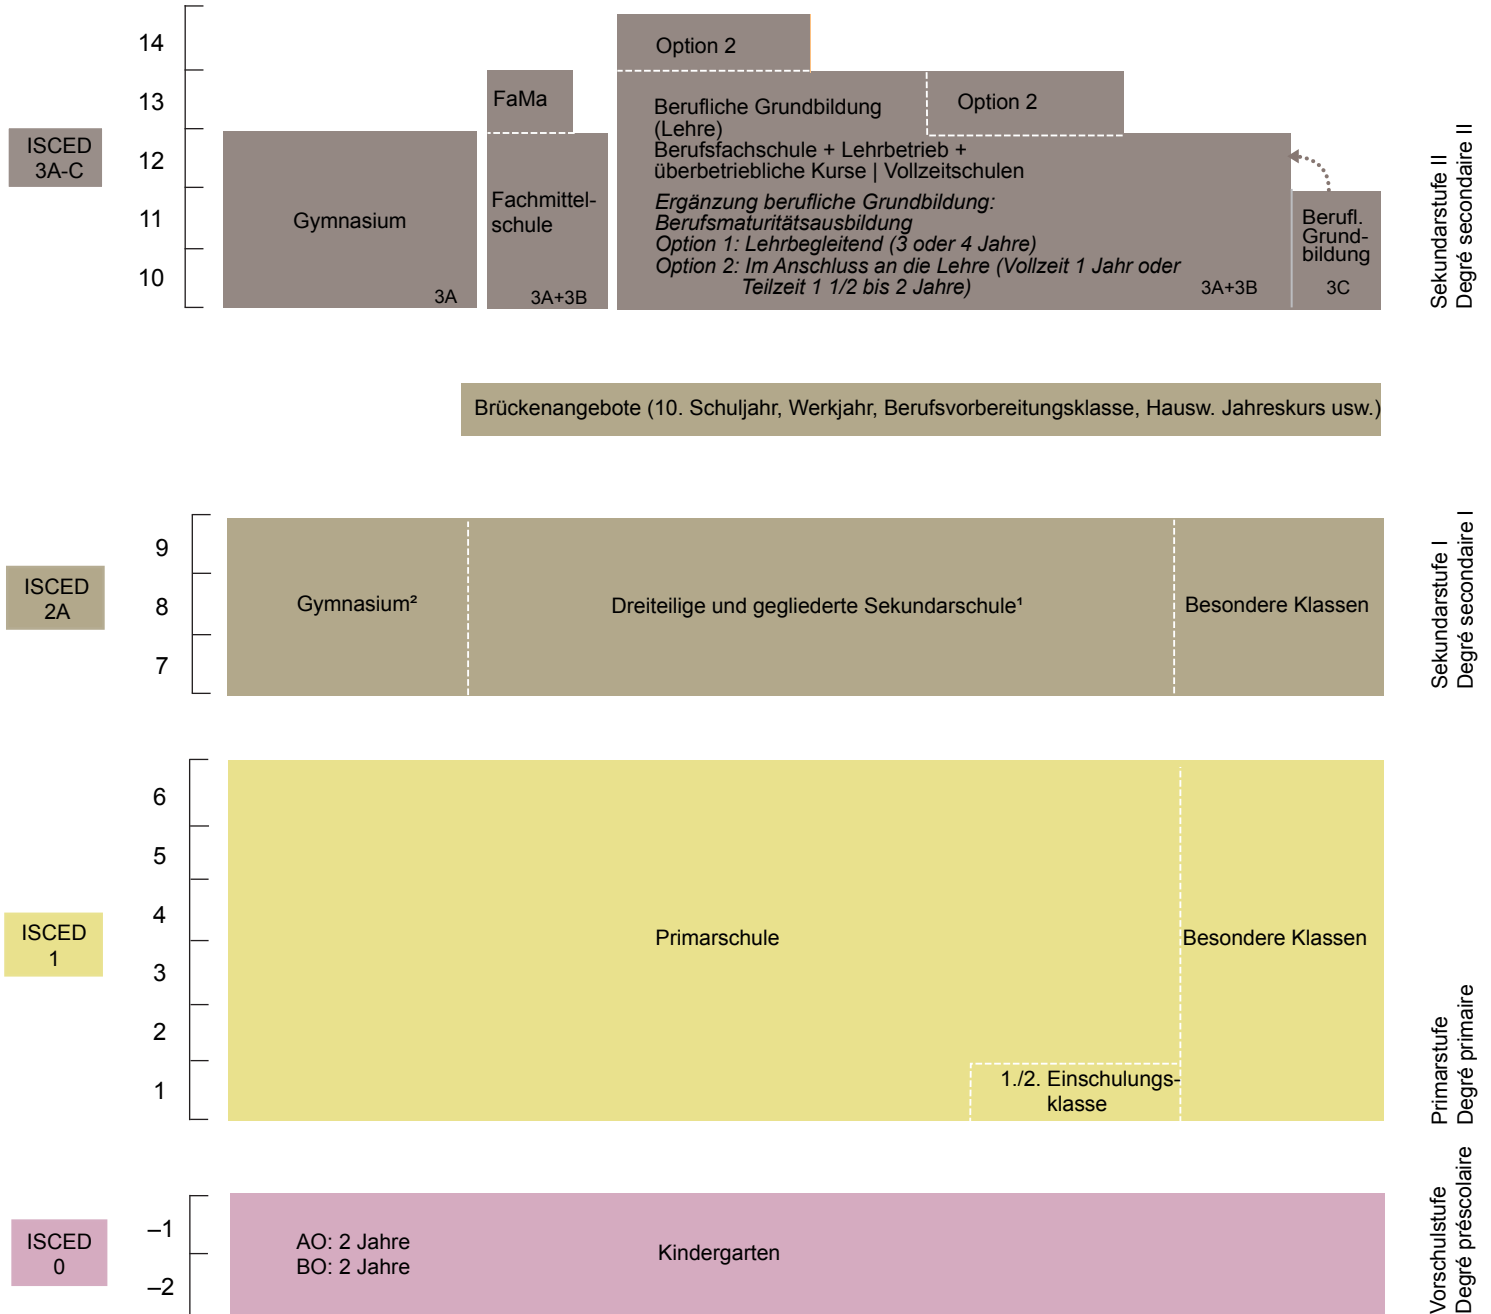 14
13
12
11
10
ISCED
3A-C
Option 2
FaMa
Berufliche Grundbildung
(Lehre)
Berufsfachschule + Lehrbetrieb +
überbetriebliche Kurse | Vollzeitschulen
Option 2
Gymnasium
3A
Fachmittel-
schule
3A+3B
Ergänzung berufliche Grundbildung:
Berufsmaturitätsausbildung
Option 1: Lehrbegleitend (3 oder 4 Jahre)
Option 2: Im Anschluss an die Lehre (Vollzeit 1 Jahr oder
Teilzeit 1 1/2 bis 2 Jahre)
3A+3B
Berufl.
Grund-
bildung
3C
Sekundarstufe II
Degré secondaire II
Brückenangebote (10. Schuljahr, Werkjahr, Berufsvorbereitungsklasse, Hausw. Jahreskurs usw.)
ISCED
2A
9
8
7
Gymnasium²
Dreiteilige und gegliederte Sekundarschule¹
Besondere Klassen
Sekundarstufe I
Degré secondaire I
ISCED
1
6
5
4
3
2
1
Primarschule
Besondere Klassen
1./2. Einschulungs-
klasse
Primarstufe
Degré primaire
ISCED
0
–1
–2
AO: 2 Jahre
BO: 2 Jahre
Kindergarten
Vorschulstufe
Degré préscolaire